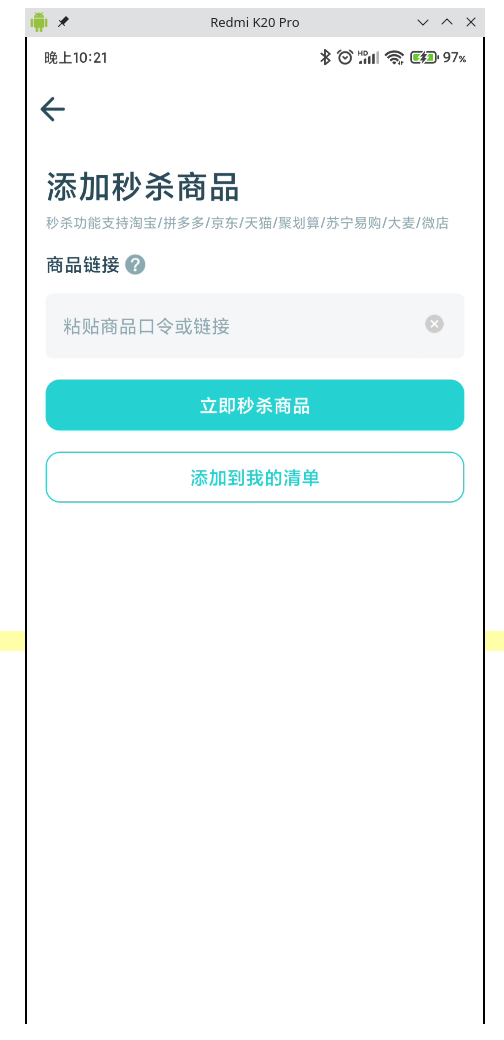 Redmi K20 Pro
晚上10:21
HD
97%
添加秒杀商品
秒杀功能支持淘宝/拼多多/京东/天猫/聚划算/苏宁易购/大麦/微店
商品链接 ?
粘贴商品口令或链接
立即秒杀商品
添加到我的清单